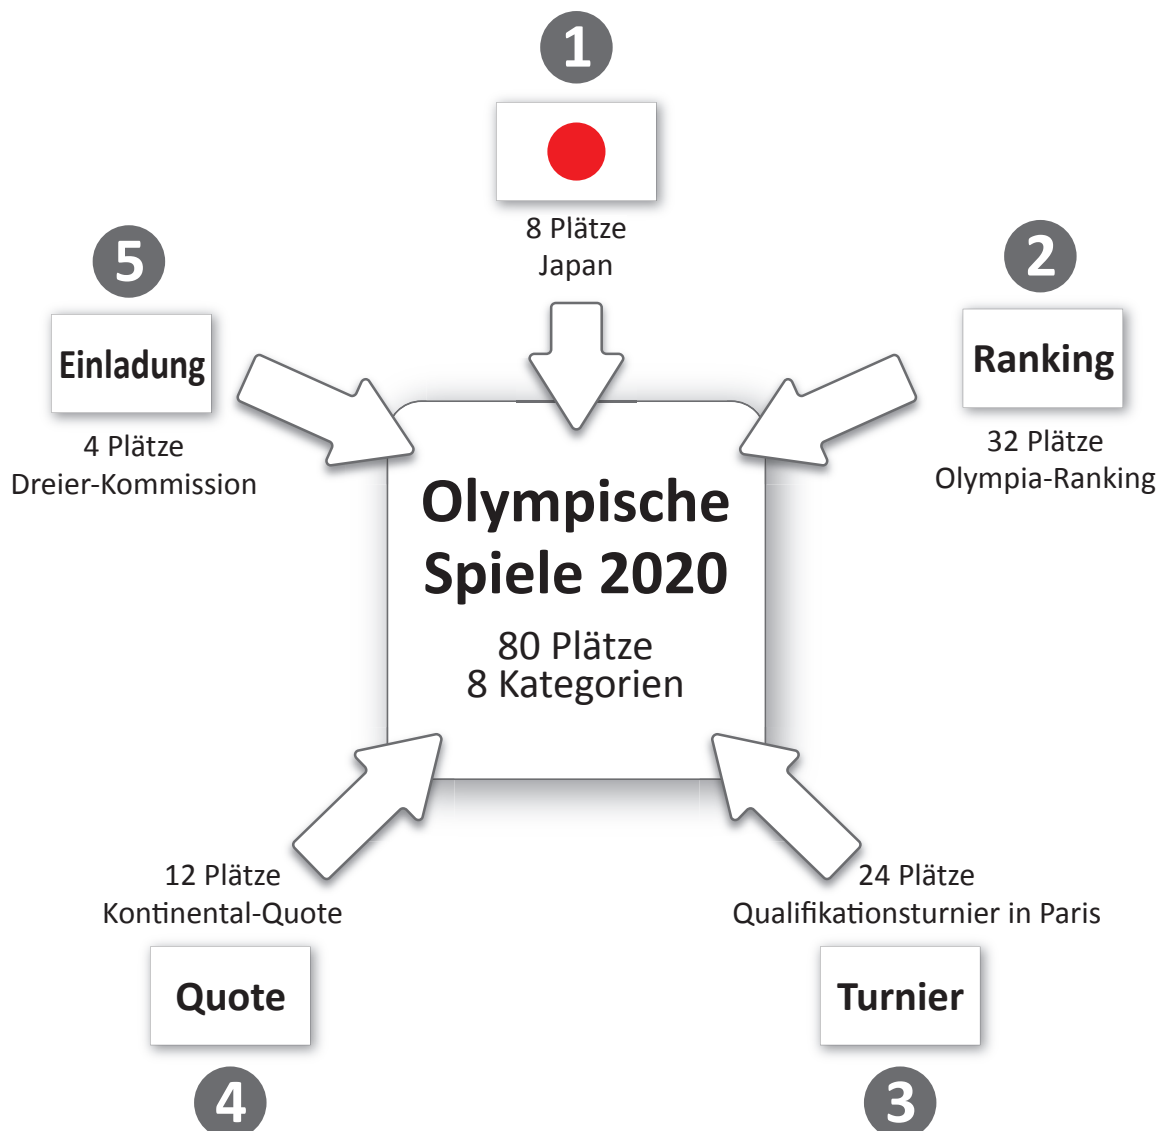 1
8 Plätze
Japan
2
Ranking
32 Plätze
Olympia-Ranking
5
Einladung
4 Plätze
Dreier-Kommission
Olympische
Spiele 2020
80 Plätze
8 Kategorien
12 Plätze
Kontinental-Quote
Quote
4
24 Plätze
Qualifikationsturnier in Paris
Turnier
3